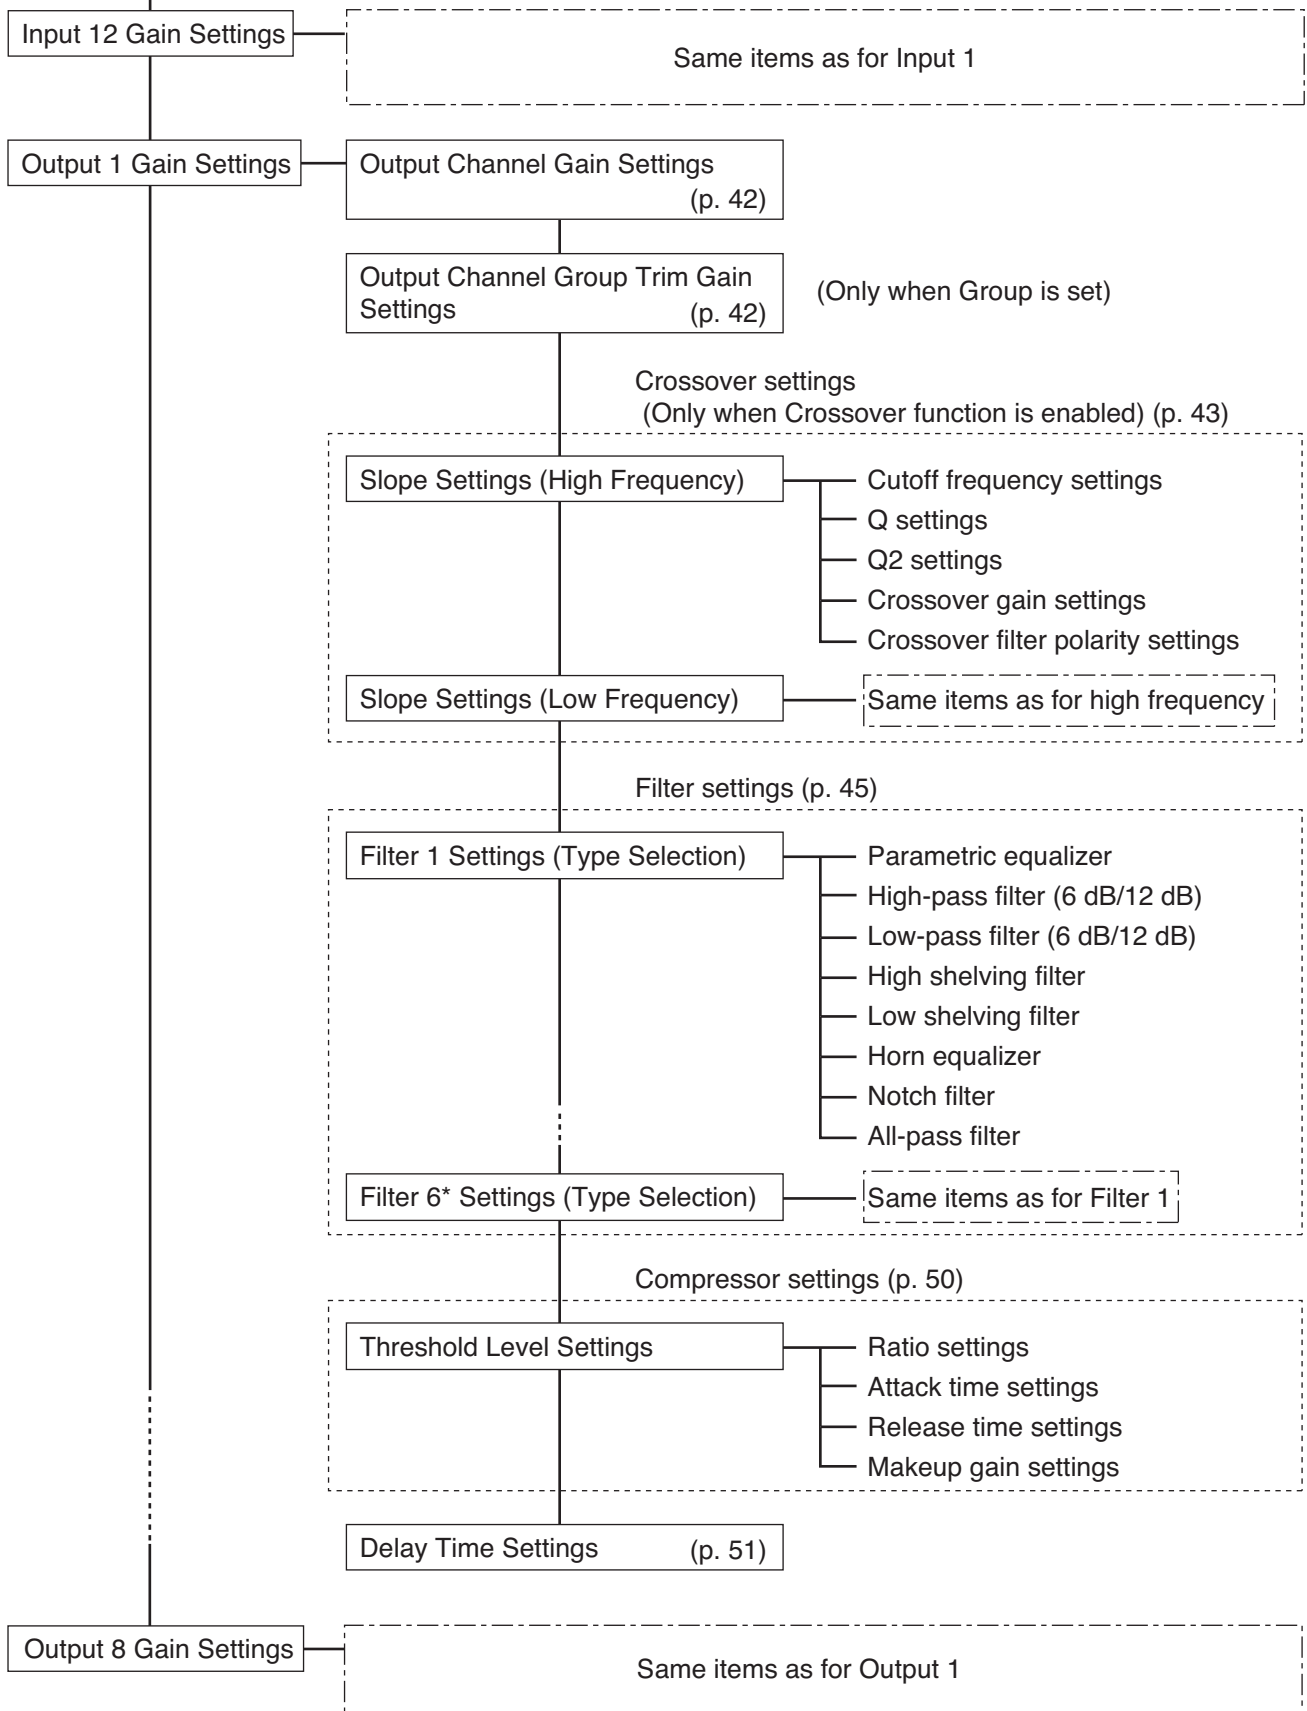 Input 12 Gain Settings
Same items as for Input 1
Output 1 Gain Settings
Output Channel Gain Settings
(p. 42)
Output Channel Group Trim Gain
Settings (p. 42)
(Only when Group is set)
Crossover settings
(Only when Crossover function is enabled) (p. 43)
Slope Settings (High Frequency)
Cutoff frequency settings
Q settings
Q2 settings
Crossover gain settings
Crossover filter polarity settings
Slope Settings (Low Frequency)
Same items as for high frequency
Filter settings (p. 45)
Filter 1 Settings (Type Selection)
Parametric equalizer
High-pass filter (6 dB/12 dB)
Low-pass filter (6 dB/12 dB)
High shelving filter
Low shelving filter
Horn equalizer
Notch filter
All-pass filter
Filter 6* Settings (Type Selection)
Same items as for Filter 1
Compressor settings (p. 50)
Threshold Level Settings
Ratio settings
Attack time settings
Release time settings
Makeup gain settings
Delay Time Settings (p. 51)
Output 8 Gain Settings
Same items as for Output 1